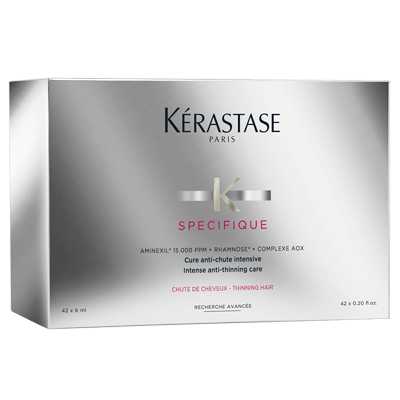 KÉRASTASE
PARIS
K
SPECIFIQUE
AMINEXIL® 15.000 PPM + RHAMNOSE® + COMPLEXE AOX
Cure anti-chute intensive
Intense anti-thinning care
CHUTE DE CHEVEUX - THINNING HAIR
RECHERCHE AVANCÉE
42 x 6 ml
42 x 0.20 fl.oz.